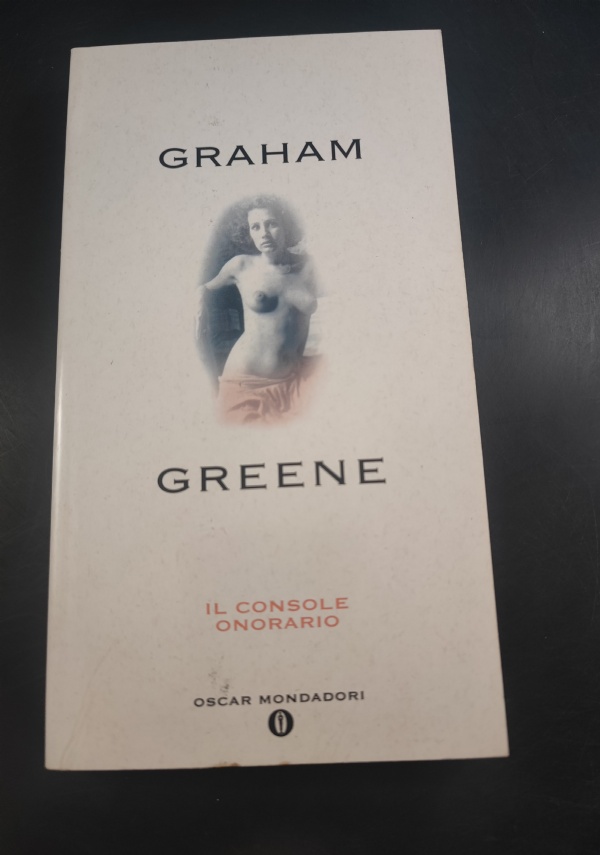 GRAHAM
GREENE
IL CONSOLE
ONORARIO
OSCAR MONDADORI